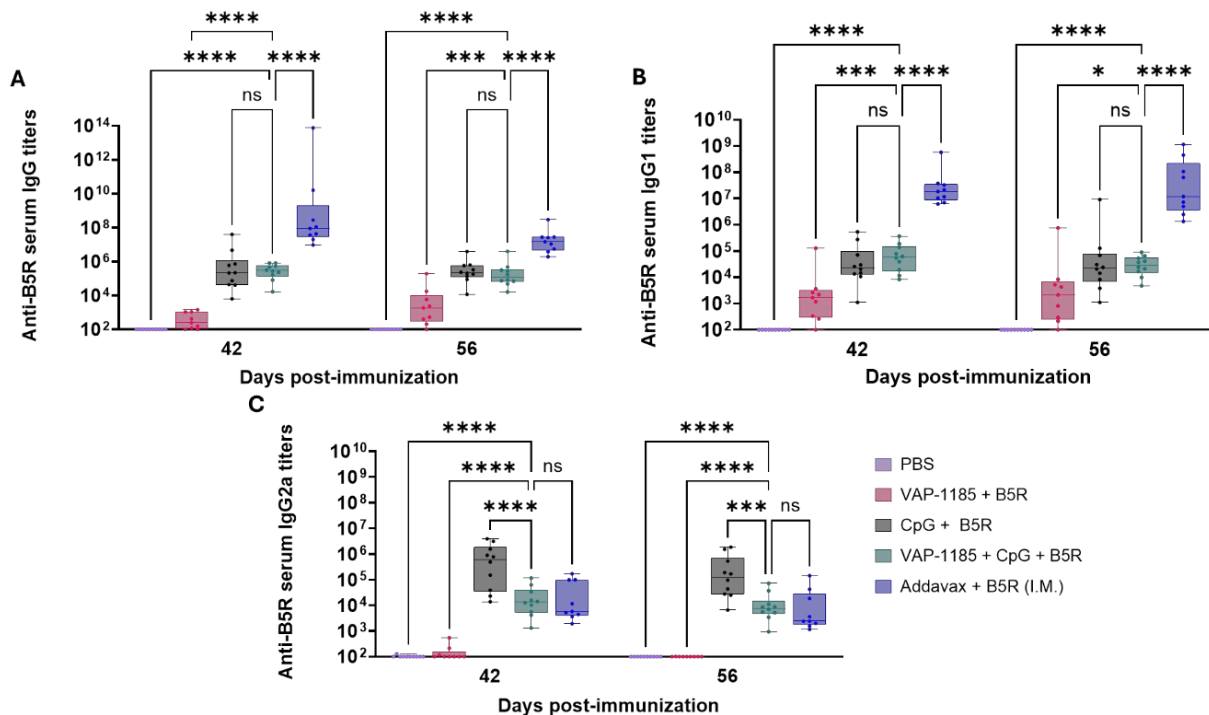 A
**** ****
**** *** ****
**** ****
ns ns
Anti-B5R serum IgG titers
10^14
10^12
10^10
10^8
10^6
10^4
10^2
42 56
Days post-immunization
B
**** ****
*** **** * ****
ns ns
Anti-B5R serum IgG1 titers
10^10
10^9
10^8
10^7
10^6
10^5
10^4
10^3
10^2
42 56
Days post-immunization
C
**** ****
**** ns **** ns
**** ***
Anti-B5R serum IgG2a titers
10^10
10^9
10^8
10^7
10^6
10^5
10^4
10^3
10^2
42 56
Days post-immunization
PBS
VAP-1185 + B5R
CpG + B5R
VAP-1185 + CpG + B5R
Addavax + B5R (I.M.)